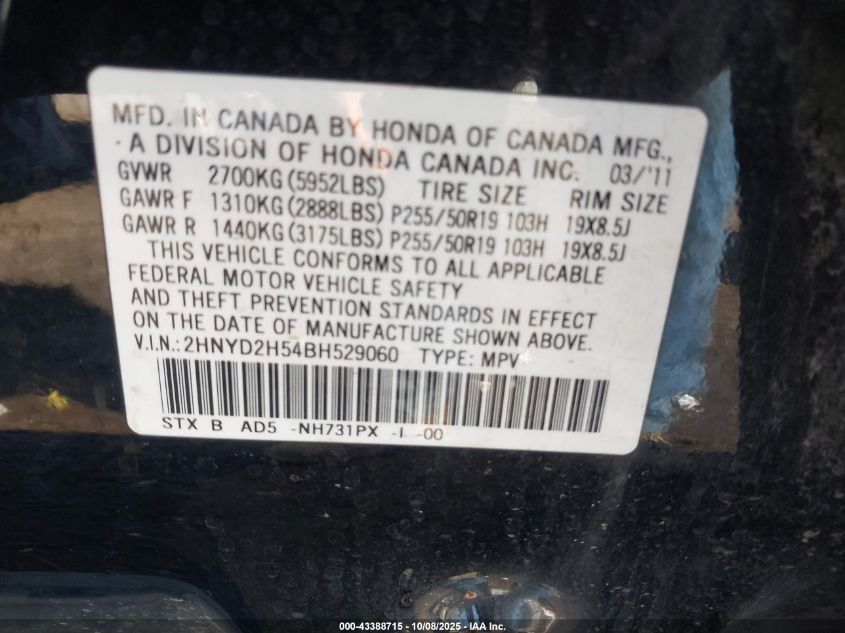 MFD. IN CANADA BY HONDA OF CANADA MFG.,
A DIVISION OF HONDA CANADA INC. 03/'11
GVWR 2700KG (5952LBS) TIRE SIZE RIM SIZE
GAWR F 1310KG (2888LBS) P255/50R19 103H 19X8.5J
GAWR R 1440KG (3175LBS) P255/50R19 103H 19X8.5J
THIS VEHICLE CONFORMS TO ALL APPLICABLE
FEDERAL MOTOR VEHICLE SAFETY
AND THEFT PREVENTION STANDARDS IN EFFECT
ON THE DATE OF MANUFACTURE SHOWN ABOVE.
V.I.N.: 2HNYD2H54BH529060 TYPE: MPV
STX B AD5 -NH731PX -I -00
000-43388715 - 10/08/2025 - IAA Inc.